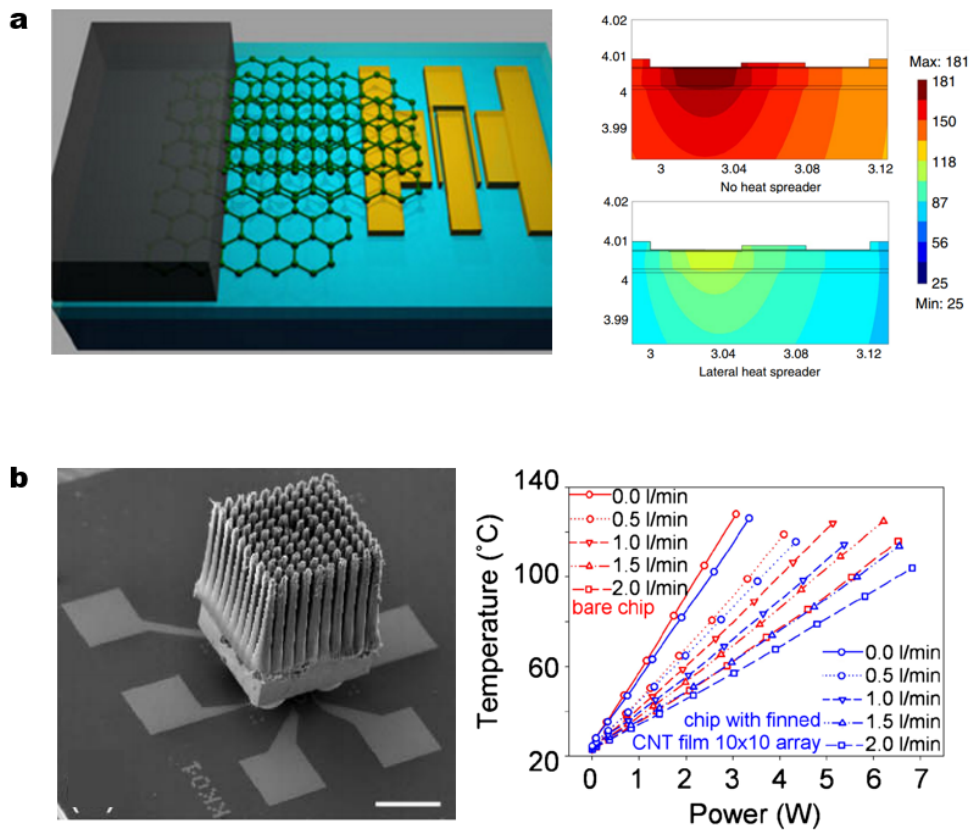 a
4.02
4.01
4
3.99
3
3.04
3.08
3.12
No heat spreader
4.02
4.01
4
3.99
3
3.04
3.08
3.12
Lateral heat spreader
Max: 181
181
150
118
87
56
25
Min: 25
b
Temperature (˚C)
140
100
60
20
0.0 l/min
0.5 l/min
1.0 l/min
1.5 l/min
2.0 l/min
bare chip
0.0 l/min
0.5 l/min
1.0 l/min
1.5 l/min
2.0 l/min
chip with finned
CNT film 10x10 array
0 1 2 3 4 5 6 7
Power (W)